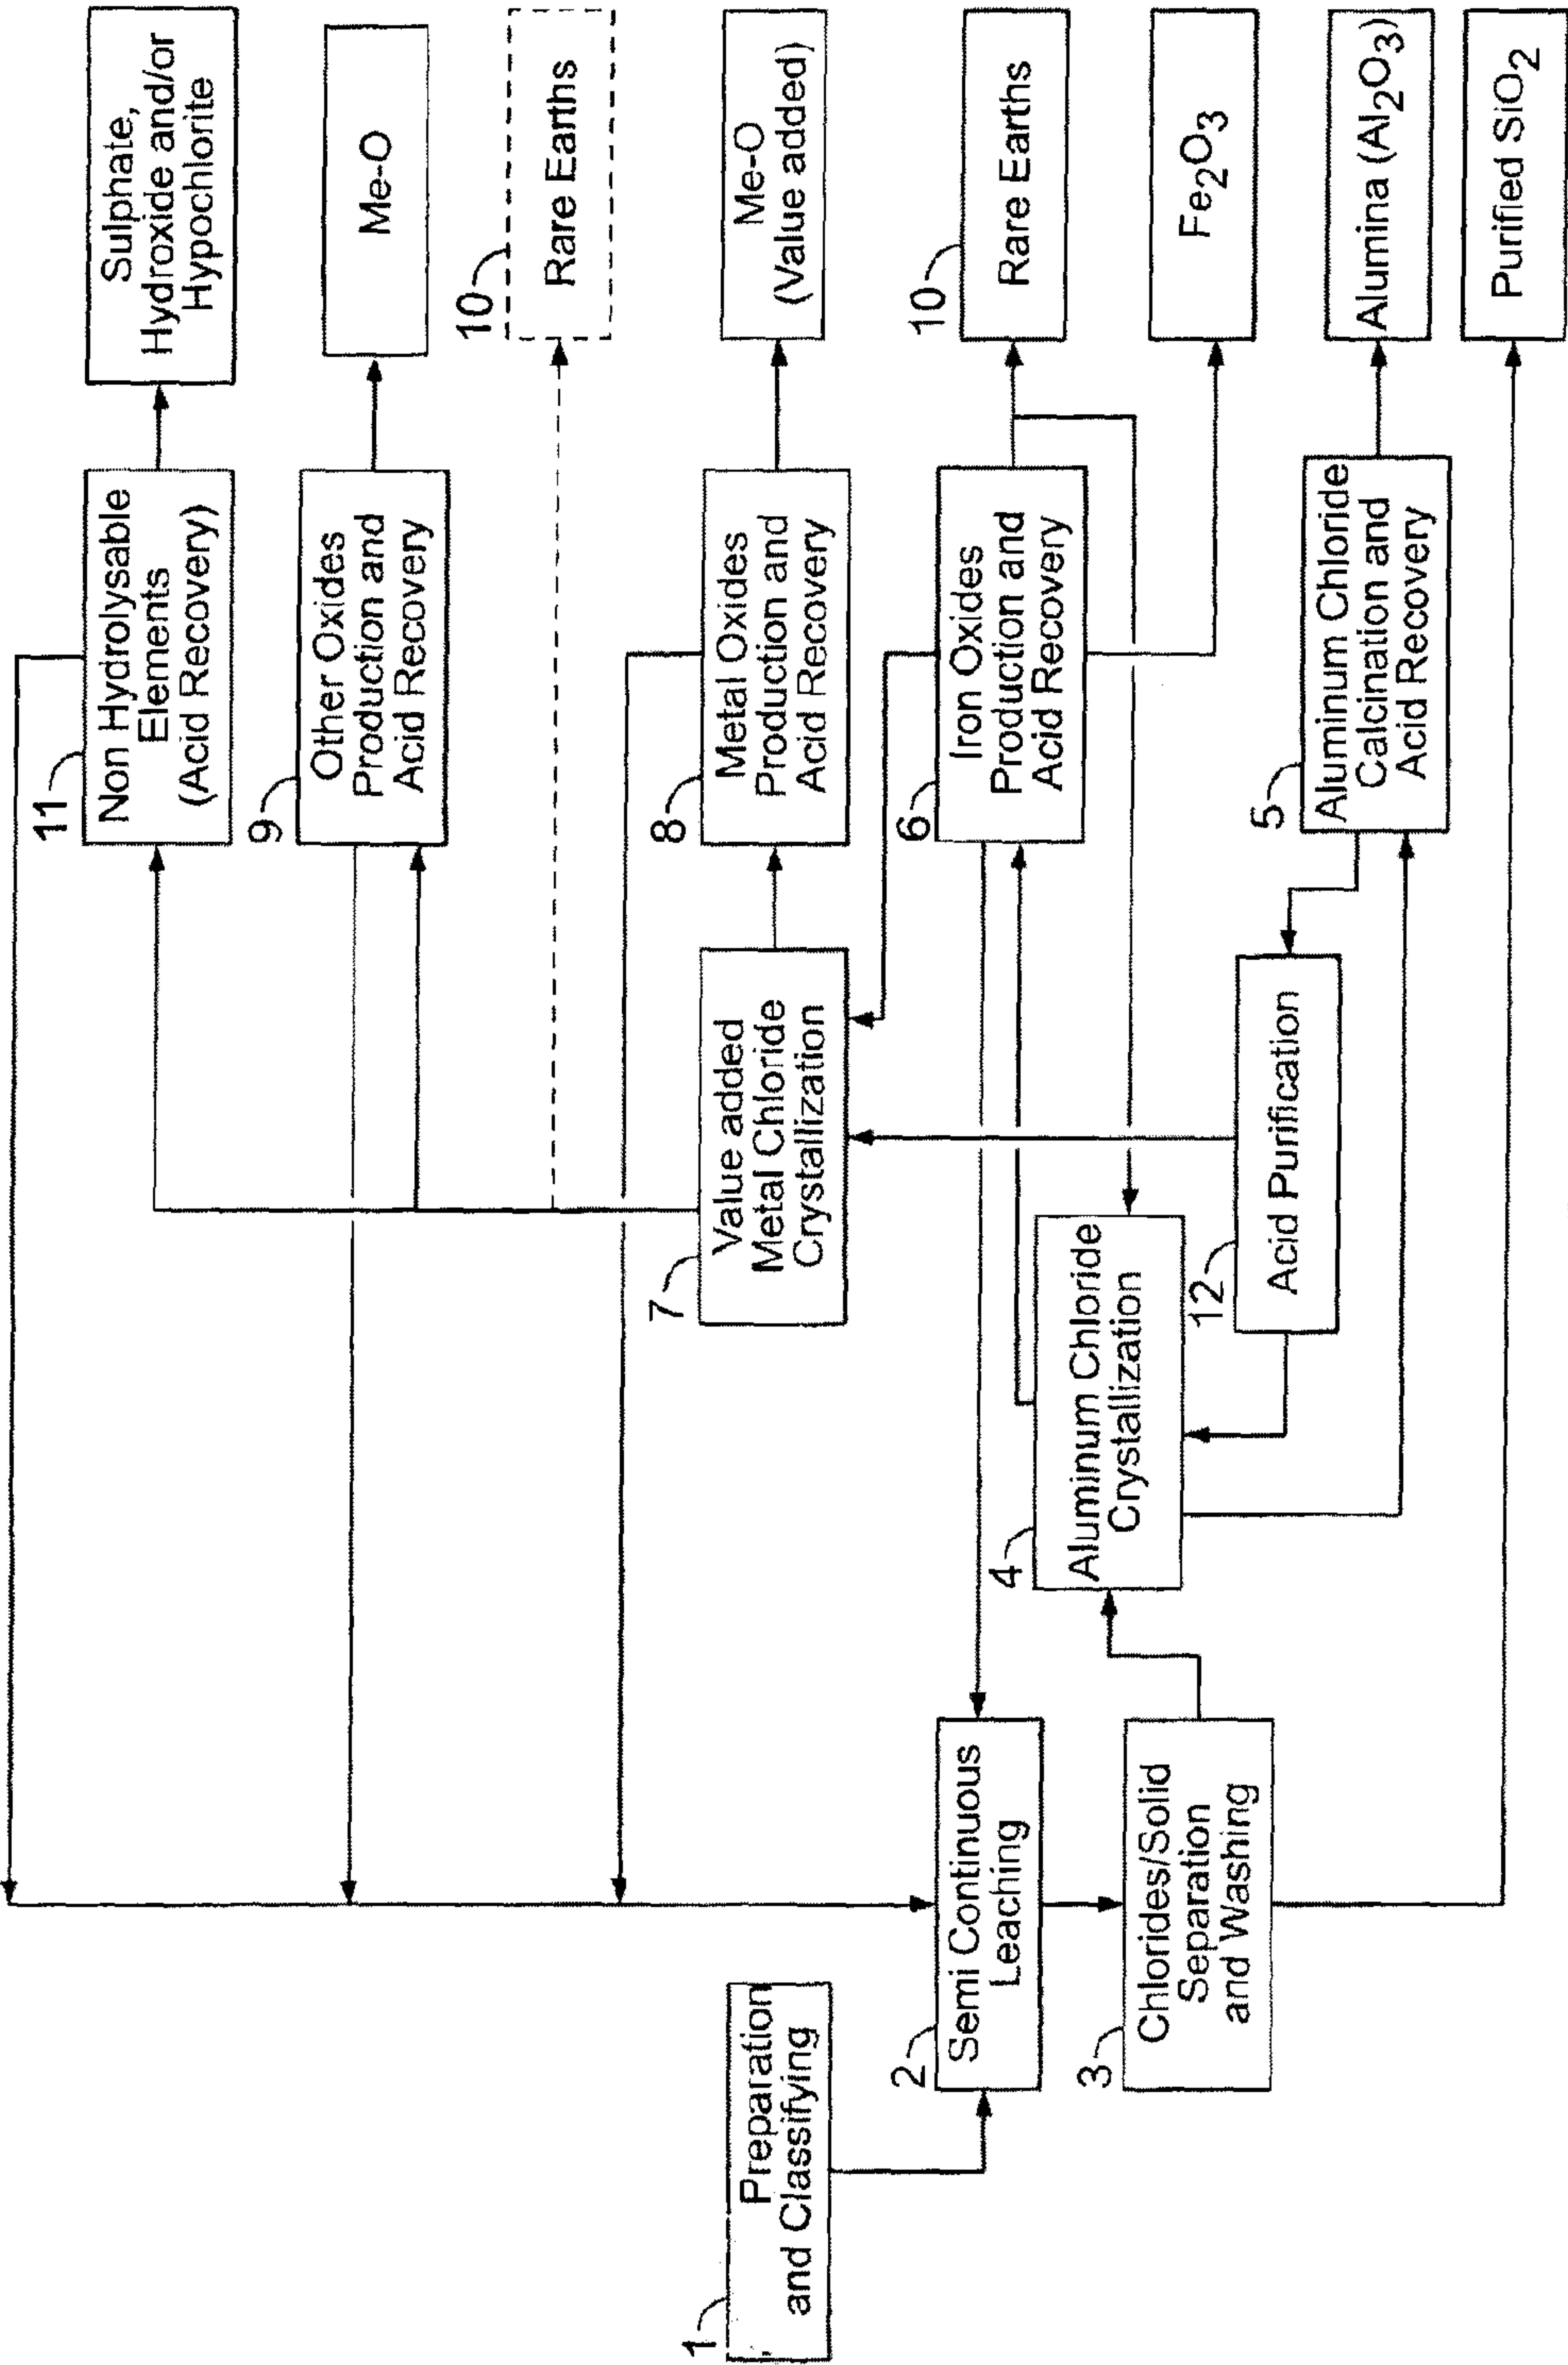 1
Preparation
and Classifying
2
Semi Continuous
Leaching
3
Chlorides/Solid
Separation
and Washing
4
Aluminum Chloride
Crystallization
12
Acid Purification
7
Value added
Metal Chloride
Crystallization
11
Non Hydrolysable
Elements
(Acid Recovery)
9
Other Oxides
Production and
Acid Recovery
8
Metal Oxides
Production and
Acid Recovery
6
Iron Oxides
Production and
Acid Recovery
5
Aluminum Chloride
Calcination and
Acid Recovery
Sulphate,
Hydroxide and/or
Hypochlorite
Me-O
10
Rare Earths
Me-O
(Value added)
10
Rare Earths
Fe2O3
Alumina (Al2O3)
Purified SiO2